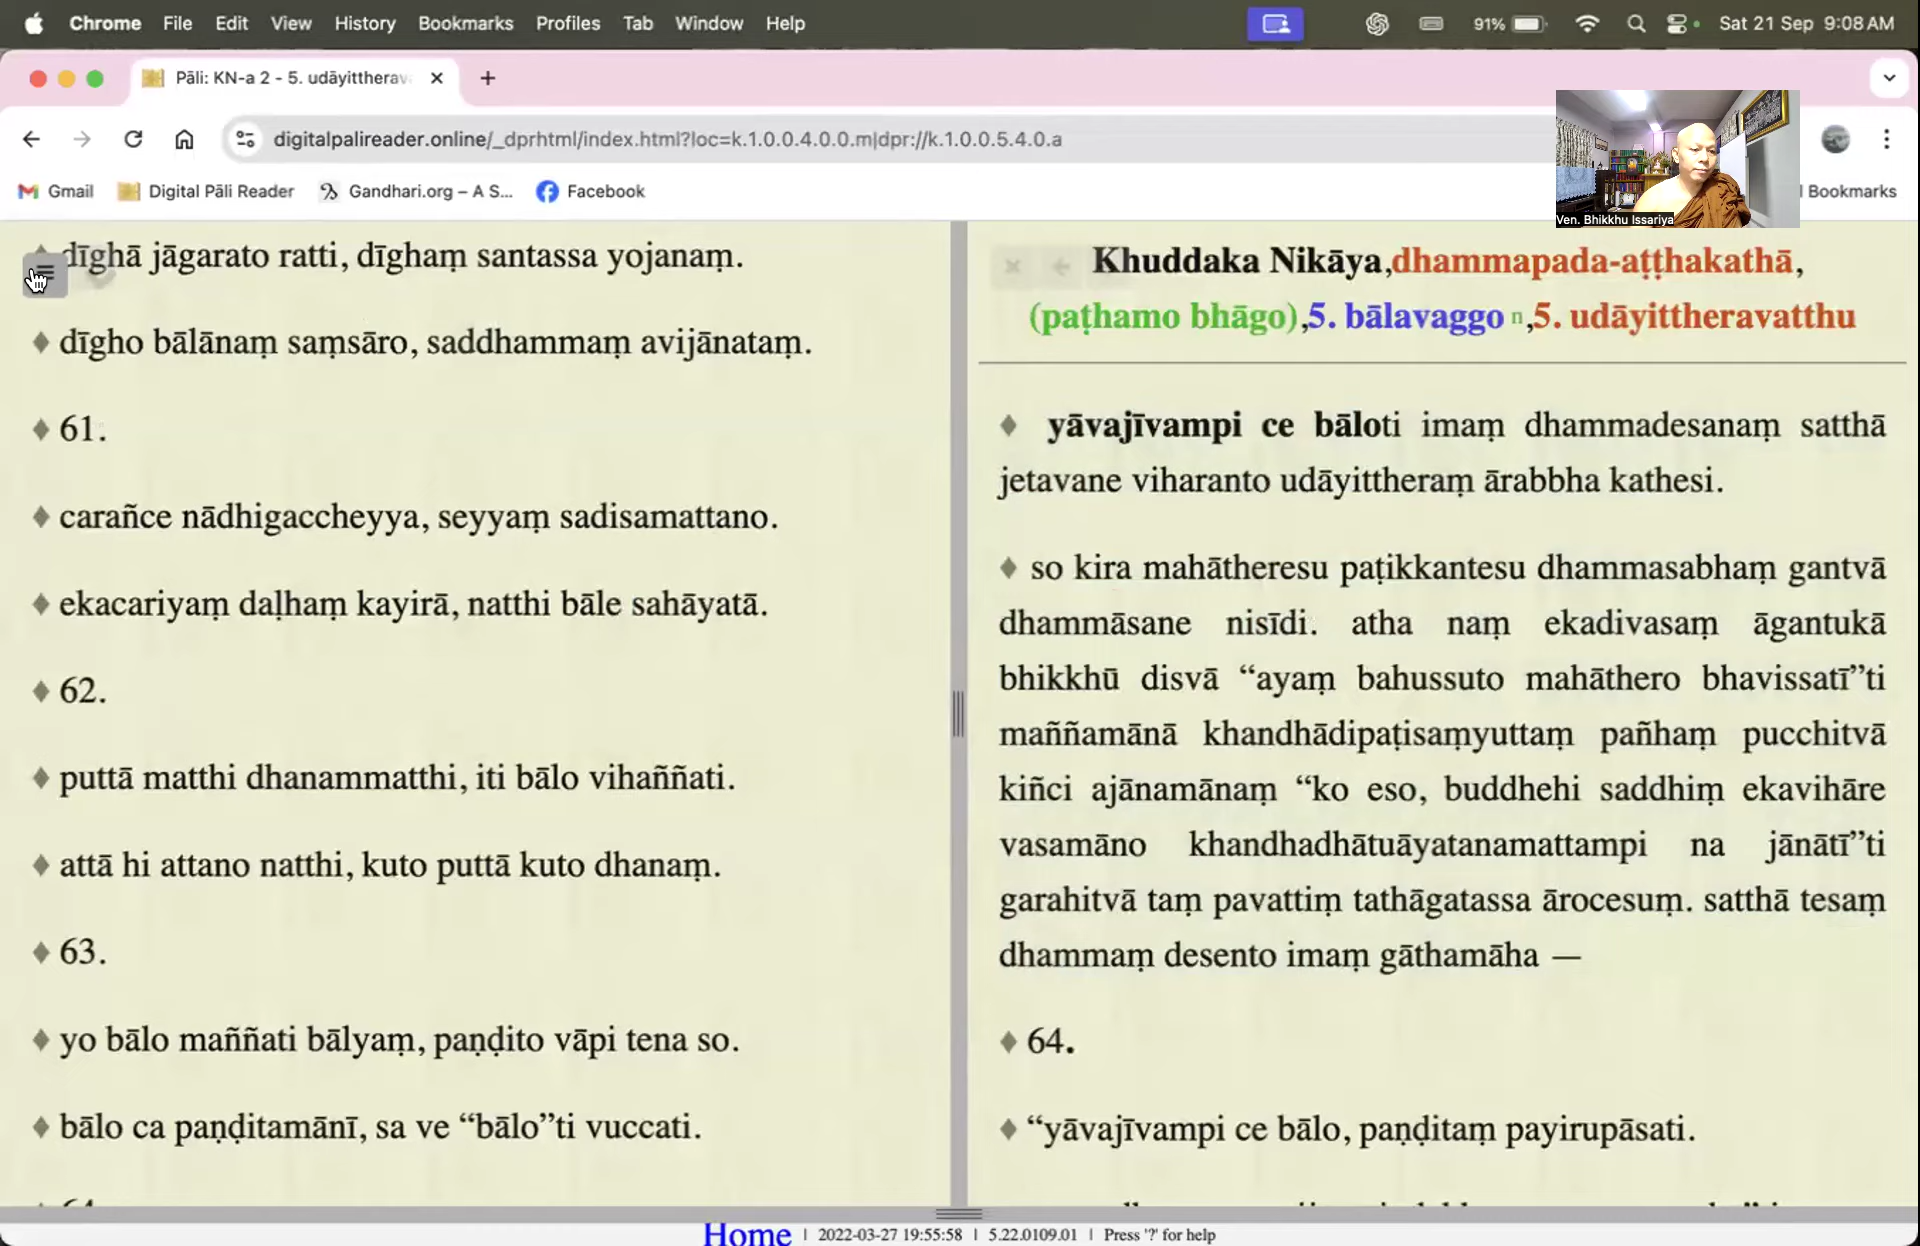 Chrome File Edit View History Bookmarks Profiles Tab Window Help 91% Sat 21 Sep 9:08 AM
Pāli: KN-a 2 - 5. udāyittherav
digitalpalireader.online/_dprhtml/index.html?loc=k.1.0.0.4.0.0.m|dpr://k.1.0.0.5.4.0.a
Gmail Digital Pāli Reader Gandhari.org – A S... Facebook Bookmarks
Ven. Bhikkhu Issariya
dīghā jāgarato ratti, dīghaṃ santassa yojanaṃ.
dīgho bālānaṃ saṃsāro, saddhammaṃ avijānataṃ.
61.
carañce nādhigaccheyya, seyyaṃ sadisamattano.
ekacariyaṃ daḷhaṃ kayirā, natthi bāle sahāyatā.
62.
puttā matthi dhanammatthi, iti bālo vihaññati.
attā hi attano natthi, kuto puttā kuto dhanaṃ.
63.
yo bālo maññati bālyaṃ, paṇḍito vāpi tena so.
bālo ca paṇḍitamānī, sa ve “bālo”ti vuccati.
Khuddaka Nikāya,dhammapada-aṭṭhakathā,
(paṭhamo bhāgo),5. bālavaggo n,5. udāyittheravatthu
yāvajīvampi ce bāloti imaṃ dhammadesanaṃ satthā
jetavane viharanto udāyittheraṃ ārabbha kathesi.
so kira mahātheresu paṭikkantesu dhammasabhaṃ gantvā
dhammāsane nisīdi. atha naṃ ekadivasaṃ āgantukā
bhikkhū disvā “ayaṃ bahussuto mahāthero bhavissatī”ti
maññamānā khandhādipaṭisaṃyuttaṃ pañhaṃ pucchitvā
kiñci ajānamānaṃ “ko eso, buddhehi saddhiṃ ekavihāre
vasamāno khandhadhātuāyatanamattampi na jānātī”ti
garahitvā taṃ pavattiṃ tathāgatassa ārocesuṃ. satthā tesaṃ
dhammaṃ desento imaṃ gāthamāha —
64.
“yāvajīvampi ce bālo, paṇḍitaṃ payirupāsati.
Home | 2022-03-27 19:55:58 | 5.22.0109.01 | Press '?' for help